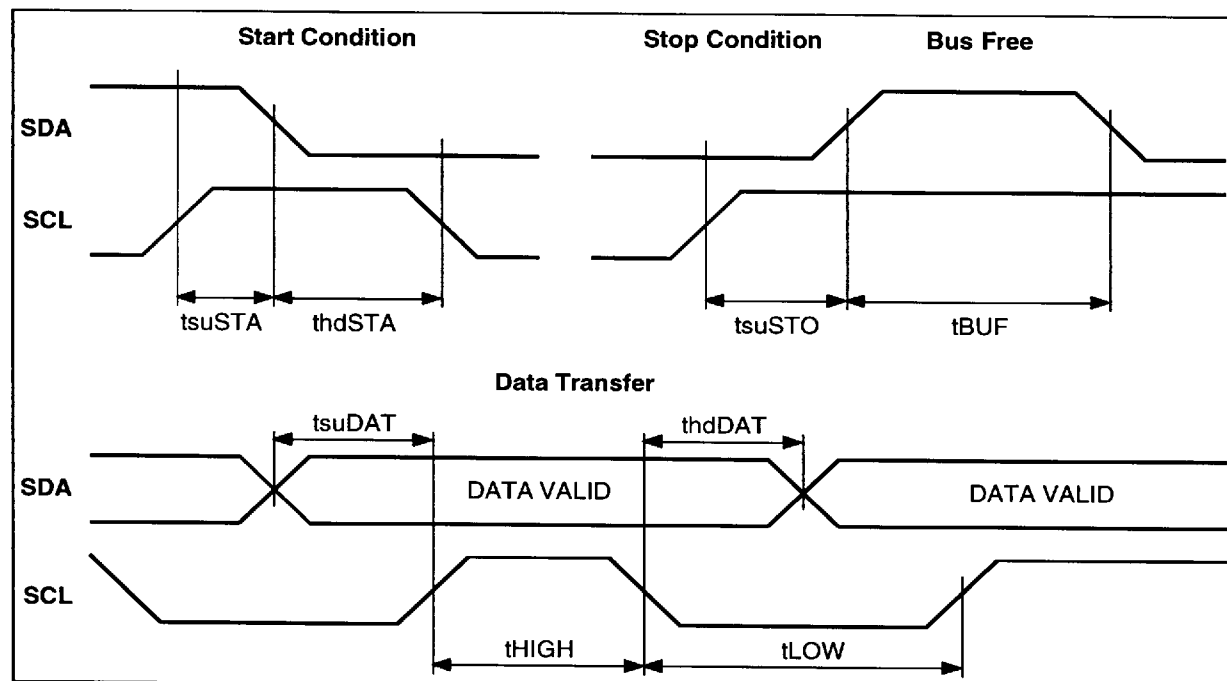 Start Condition
Stop Condition
Bus Free
SDA
SCL
tsuSTA
thdSTA
tsuSTO
tBUF
Data Transfer
tsuDAT
thdDAT
SDA
DATA VALID
DATA VALID
SCL
tHIGH
tLOW